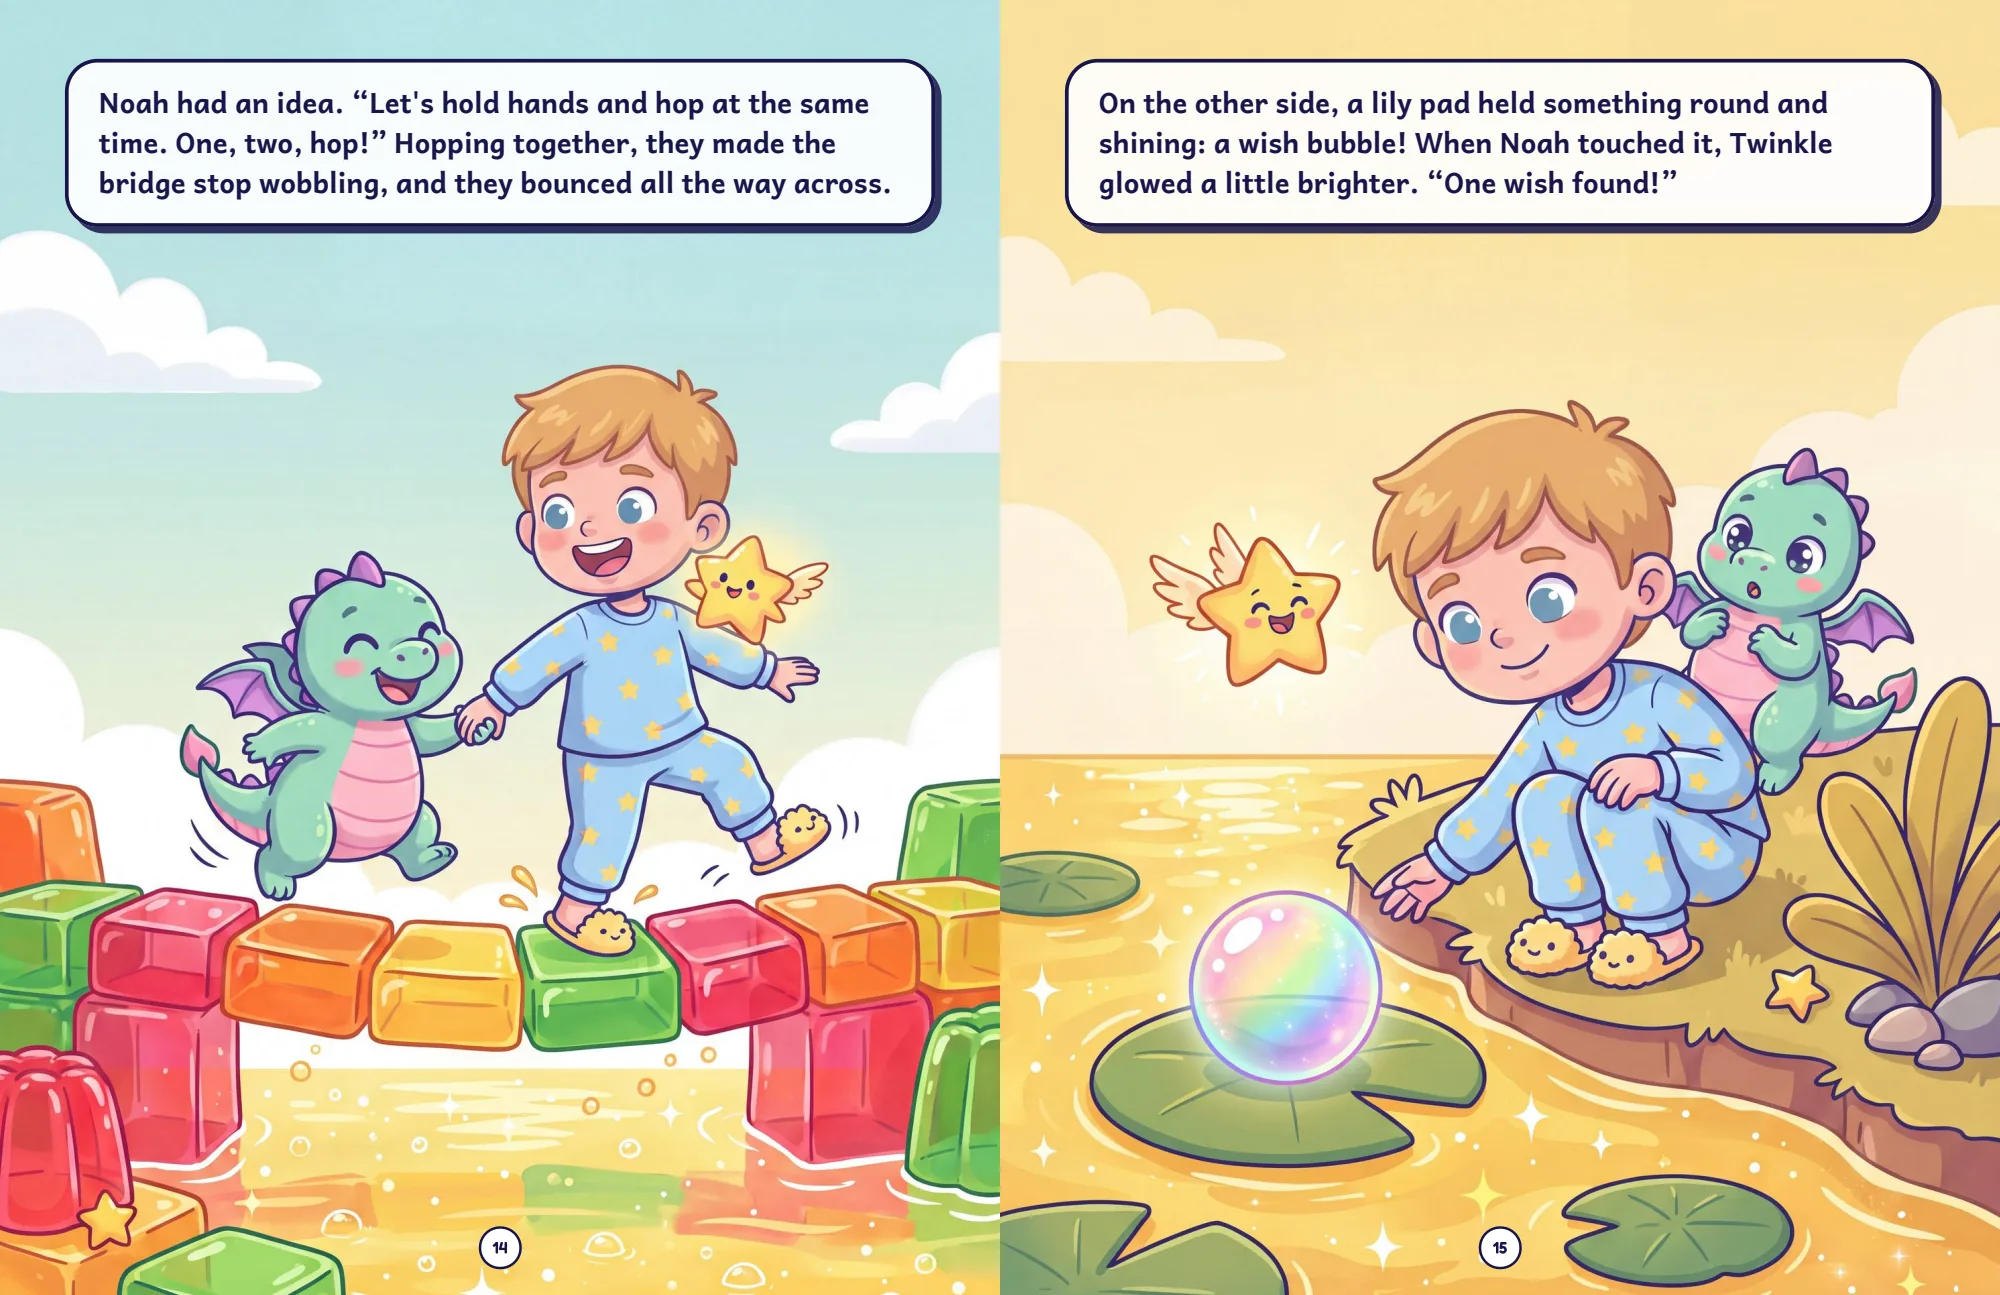 Noah had an idea. “Let's hold hands and hop at the same
time. One, two, hop!” Hopping together, they made the
bridge stop wobbling, and they bounced all the way across.
14
On the other side, a lily pad held something round and
shining: a wish bubble! When Noah touched it, Twinkle
glowed a little brighter. “One wish found!”
15